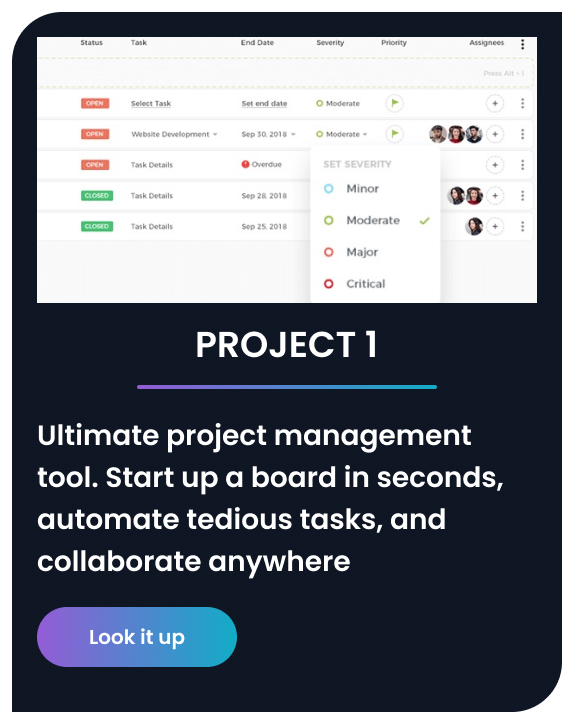 Status Task End Date Severity Priority Assignees
Press Alt + I
OPEN Select Task Set end date Moderate +
OPEN Website Development Sep 30, 2018 Moderate +
OPEN Task Details Overdue +
SET SEVERITY
CLOSED Task Details Sep 28, 2018 Minor +
Moderate
CLOSED Task Details Sep 25, 2018 +
Major
Critical
PROJECT 1
Ultimate project management
tool. Start up a board in seconds,
automate tedious tasks, and
collaborate anywhere
Look it up